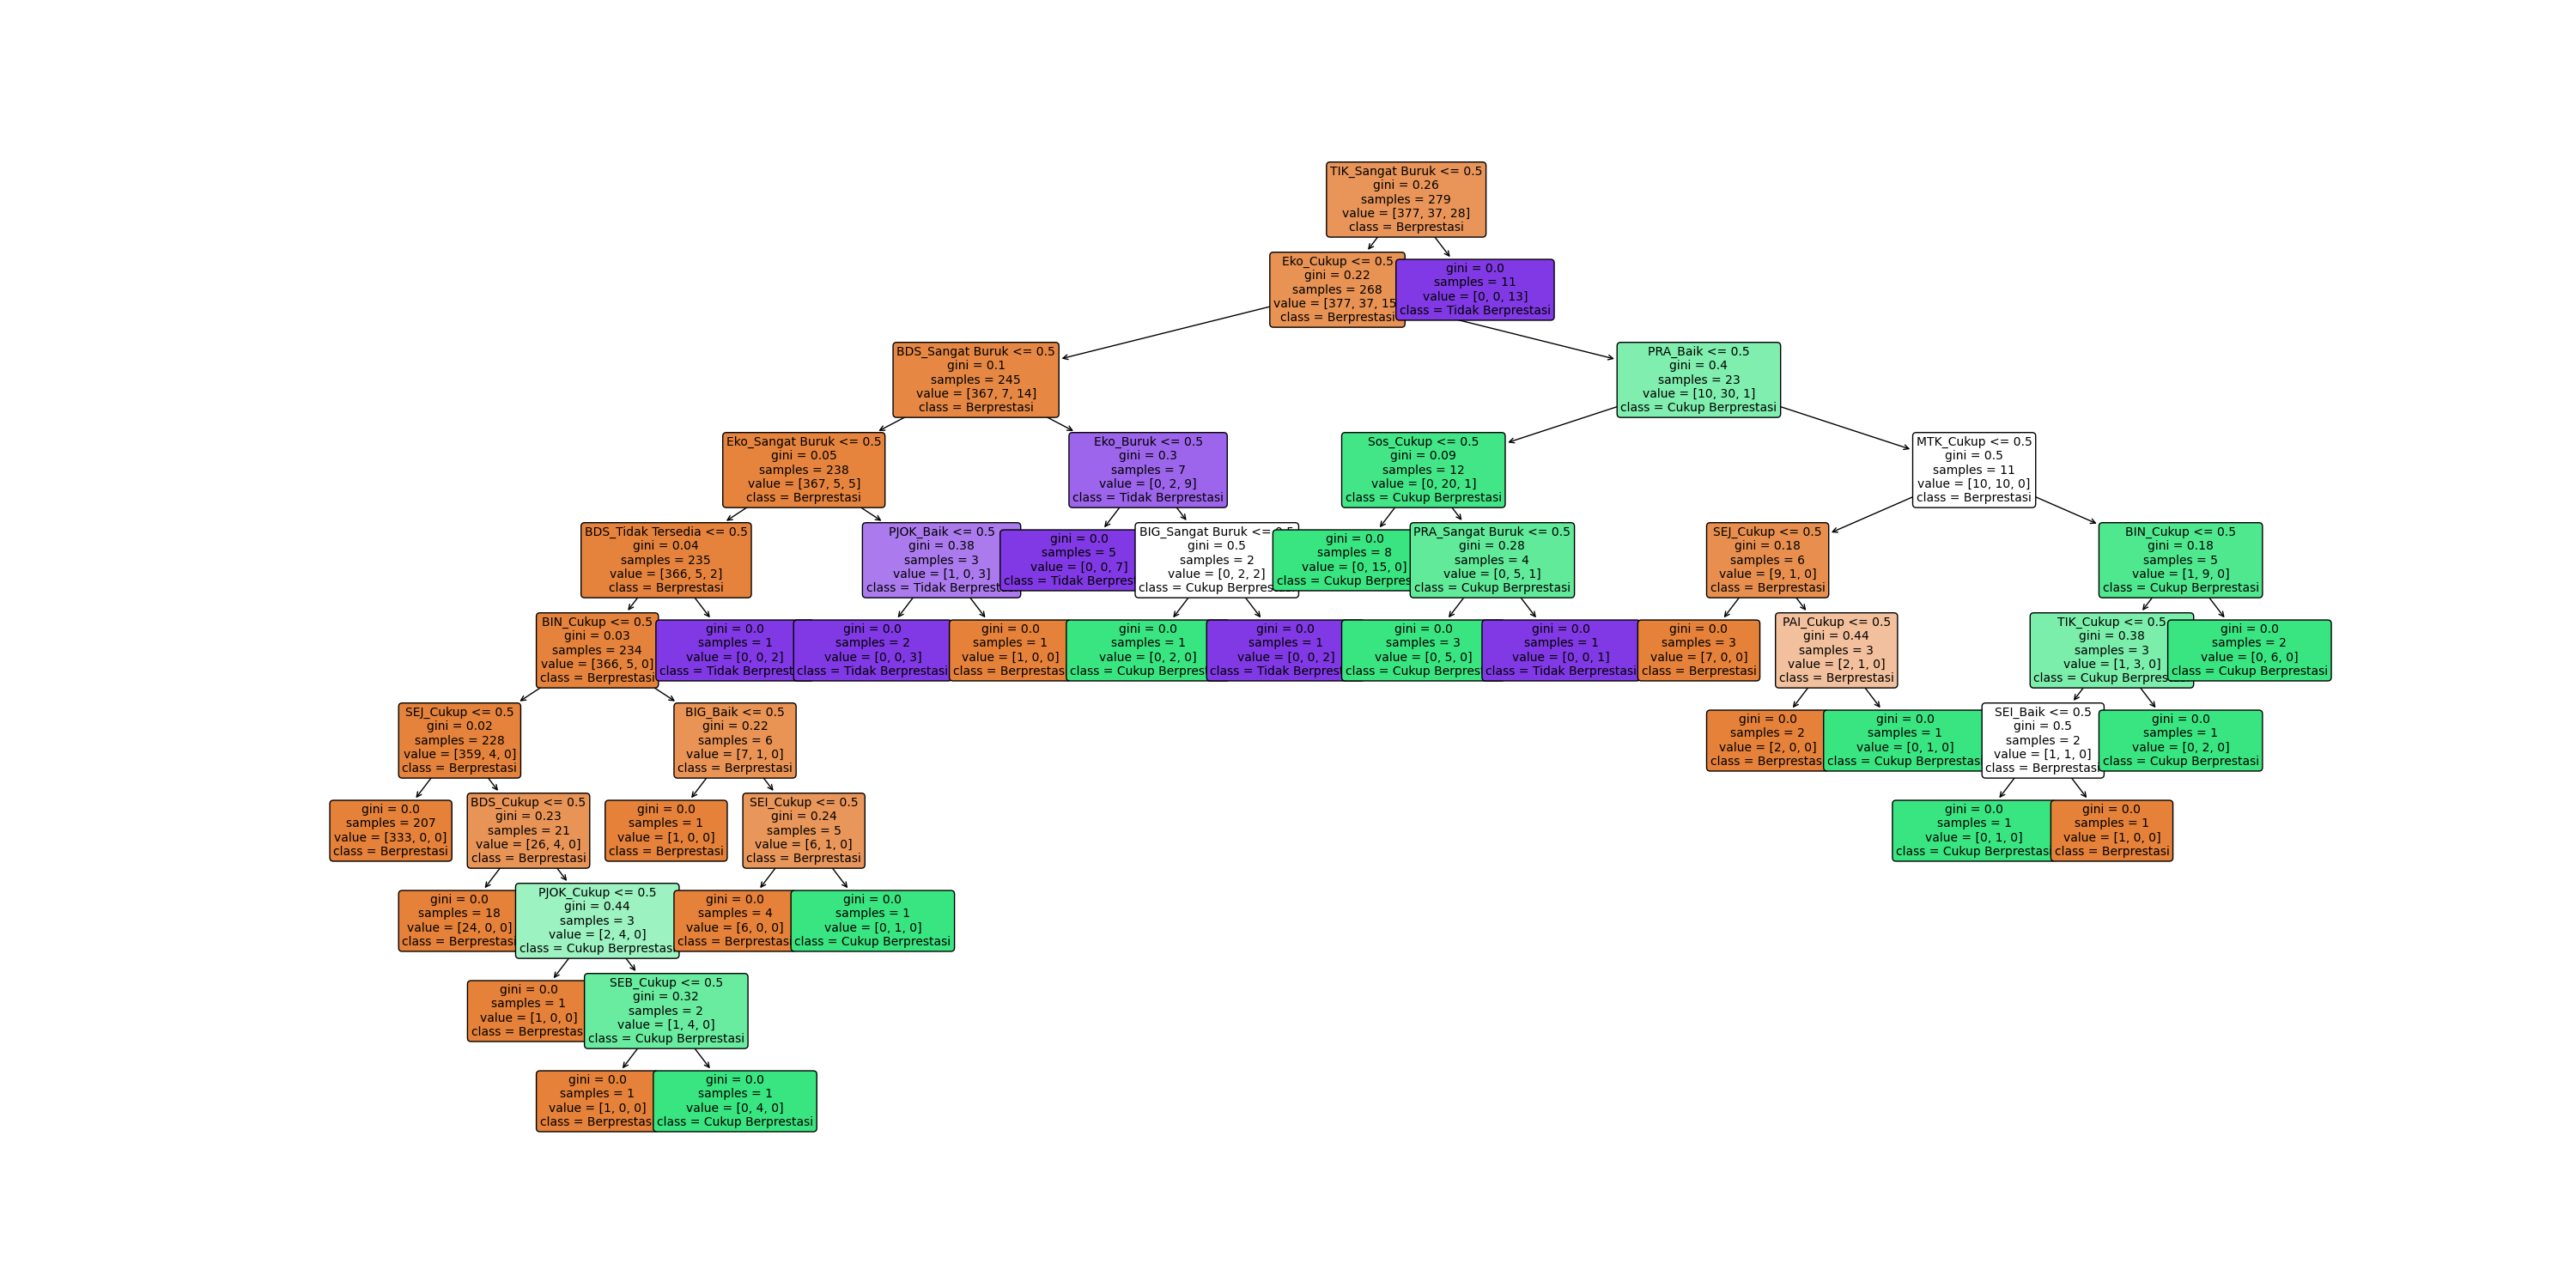 TIK_Sangat Buruk <= 0.5
gini = 0.26
samples = 279
value = [377, 37, 28]
class = Berprestasi
Eko_Cukup <= 0.5
gini = 0.22
samples = 268
value = [377, 37, 15
class = Berprestasi
gini = 0.0
samples = 11
value = [0, 0, 13]
class = Tidak Berprestasi
BDS_Sangat Buruk <= 0.5
gini = 0.1
samples = 245
value = [367, 7, 14]
class = Berprestasi
PRA_Baik <= 0.5
gini = 0.4
samples = 23
value = [10, 30, 1]
class = Cukup Berprestasi
Eko_Sangat Buruk <= 0.5
gini = 0.05
samples = 238
value = [367, 5, 5]
class = Berprestasi
Eko_Buruk <= 0.5
gini = 0.3
samples = 7
value = [0, 2, 9]
class = Tidak Berprestasi
Sos_Cukup <= 0.5
gini = 0.09
samples = 12
value = [0, 20, 1]
class = Cukup Berprestasi
MTK_Cukup <= 0.5
gini = 0.5
samples = 11
value = [10, 10, 0]
class = Berprestasi
BDS_Tidak Tersedia <= 0.5
gini = 0.04
samples = 235
value = [366, 5, 2]
class = Berprestasi
PJOK_Baik <= 0.5
gini = 0.38
samples = 3
value = [1, 0, 3]
class = Tidak Berprest
gini = 0.0
samples = 5
value = [0, 0, 7]
class = Tidak Berprest
BIG_Sangat Buruk <=
gini = 0.5
samples = 2
value = [0, 2, 2]
class = Cukup Berpres
gini = 0.0
samples = 8
value = [0, 15, 0]
class = Cukup Berpres
PRA_Sangat Buruk <= 0.5
gini = 0.28
samples = 4
value = [0, 5, 1]
class = Cukup Berprestasi
SEJ_Cukup <= 0.5
gini = 0.18
samples = 6
value = [9, 1, 0]
class = Berprestasi
BIN_Cukup <= 0.5
gini = 0.18
samples = 5
value = [1, 9, 0]
class = Cukup Berprestasi
BIN_Cukup <= 0.5
gini = 0.03
samples = 234
value = [366, 5, 0]
class = Berprestasi
gini = 0.0
samples = 1
value = [0, 0, 2]
class = Tidak Berprest
gini = 0.0
samples = 2
value = [0, 0, 3]
class = Tidak Berprestasi
gini = 0.0
samples = 1
value = [1, 0, 0]
class = Berprestasi
gini = 0.0
samples = 1
value = [0, 2, 0]
class = Cukup Berpres
gini = 0.0
samples = 1
value = [0, 0, 2]
class = Tidak Berpres
gini = 0.0
samples = 3
value = [0, 5, 0]
class = Cukup Berpres
gini = 0.0
samples = 1
value = [0, 0, 1]
class = Tidak Berprestasi
gini = 0.0
samples = 3
value = [7, 0, 0]
class = Berprestasi
PAI_Cukup <= 0.5
gini = 0.44
samples = 3
value = [2, 1, 0]
class = Berprestasi
TIK_Cukup <= 0.5
gini = 0.38
samples = 3
value = [1, 3, 0]
class = Cukup Berpres
gini = 0.0
samples = 2
value = [0, 6, 0]
class = Cukup Berprestasi
SEJ_Cukup <= 0.5
gini = 0.02
samples = 228
value = [359, 4, 0]
class = Berprestasi
BIG_Baik <= 0.5
gini = 0.22
samples = 6
value = [7, 1, 0]
class = Berprestasi
gini = 0.0
samples = 2
value = [2, 0, 0]
class = Berprestas
gini = 0.0
samples = 1
value = [0, 1, 0]
class = Cukup Berprestas
SEI_Baik <= 0.5
gini = 0.5
samples = 2
value = [1, 1, 0]
class = Berprestasi
gini = 0.0
samples = 1
value = [0, 2, 0]
class = Cukup Berprestasi
gini = 0.0
samples = 207
value = [333, 0, 0]
class = Berprestasi
BDS_Cukup <= 0.5
gini = 0.23
samples = 21
value = [26, 4, 0]
class = Berprestasi
gini = 0.0
samples = 1
value = [1, 0, 0]
class = Berprestasi
SEI_Cukup <= 0.5
gini = 0.24
samples = 5
value = [6, 1, 0]
class = Berprestasi
gini = 0.0
samples = 1
value = [0, 1, 0]
class = Cukup Berprestasi
gini = 0.0
samples = 1
value = [1, 0, 0]
class = Berprestasi
gini = 0.0
samples = 18
value = [24, 0, 0]
class = Berprestasi
PJOK_Cukup <= 0.5
gini = 0.44
samples = 3
value = [2, 4, 0]
class = Cukup Berprestas
gini = 0.0
samples = 4
value = [6, 0, 0]
class = Berprestas
gini = 0.0
samples = 1
value = [0, 1, 0]
class = Cukup Berprestasi
gini = 0.0
samples = 1
value = [1, 0, 0]
class = Berprestas
SEB_Cukup <= 0.5
gini = 0.32
samples = 2
value = [1, 4, 0]
class = Cukup Berprestasi
gini = 0.0
samples = 1
value = [1, 0, 0]
class = Berprestas
gini = 0.0
samples = 1
value = [0, 4, 0]
class = Cukup Berprestasi